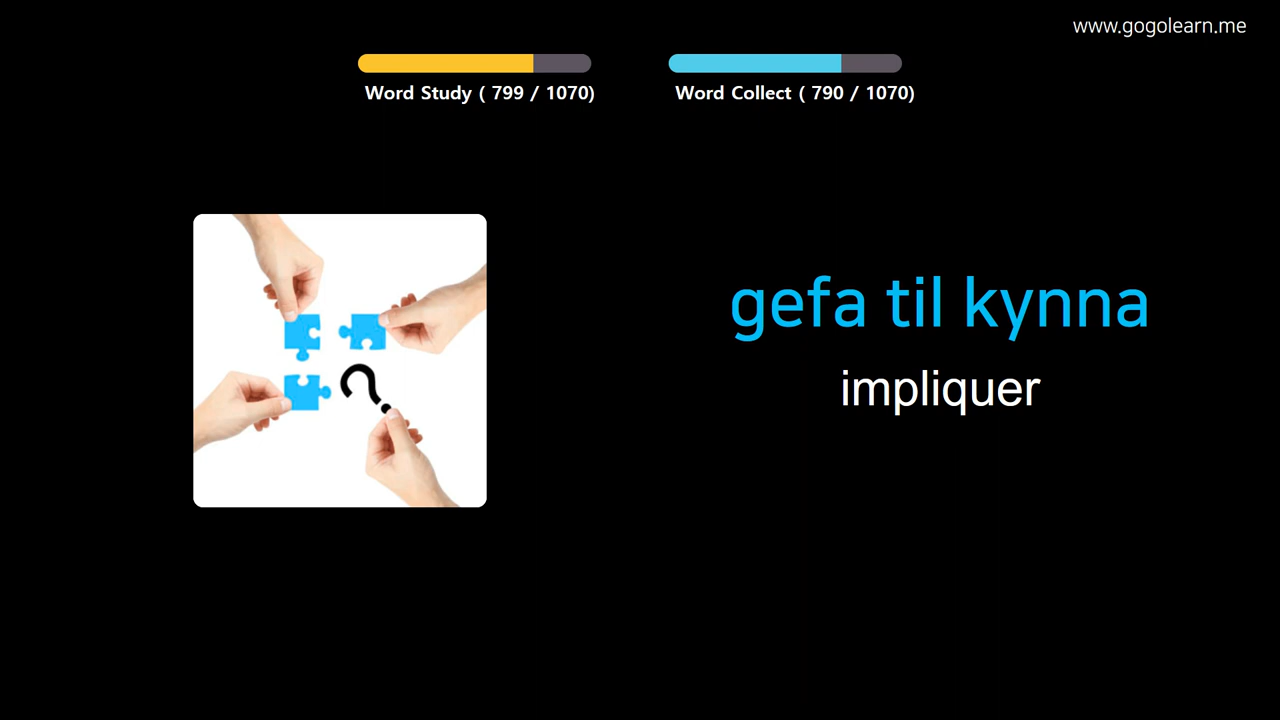 www.gogolearn.me
Word Study ( 799 / 1070)
Word Collect ( 790 / 1070)
gefa til kynna
impliquer